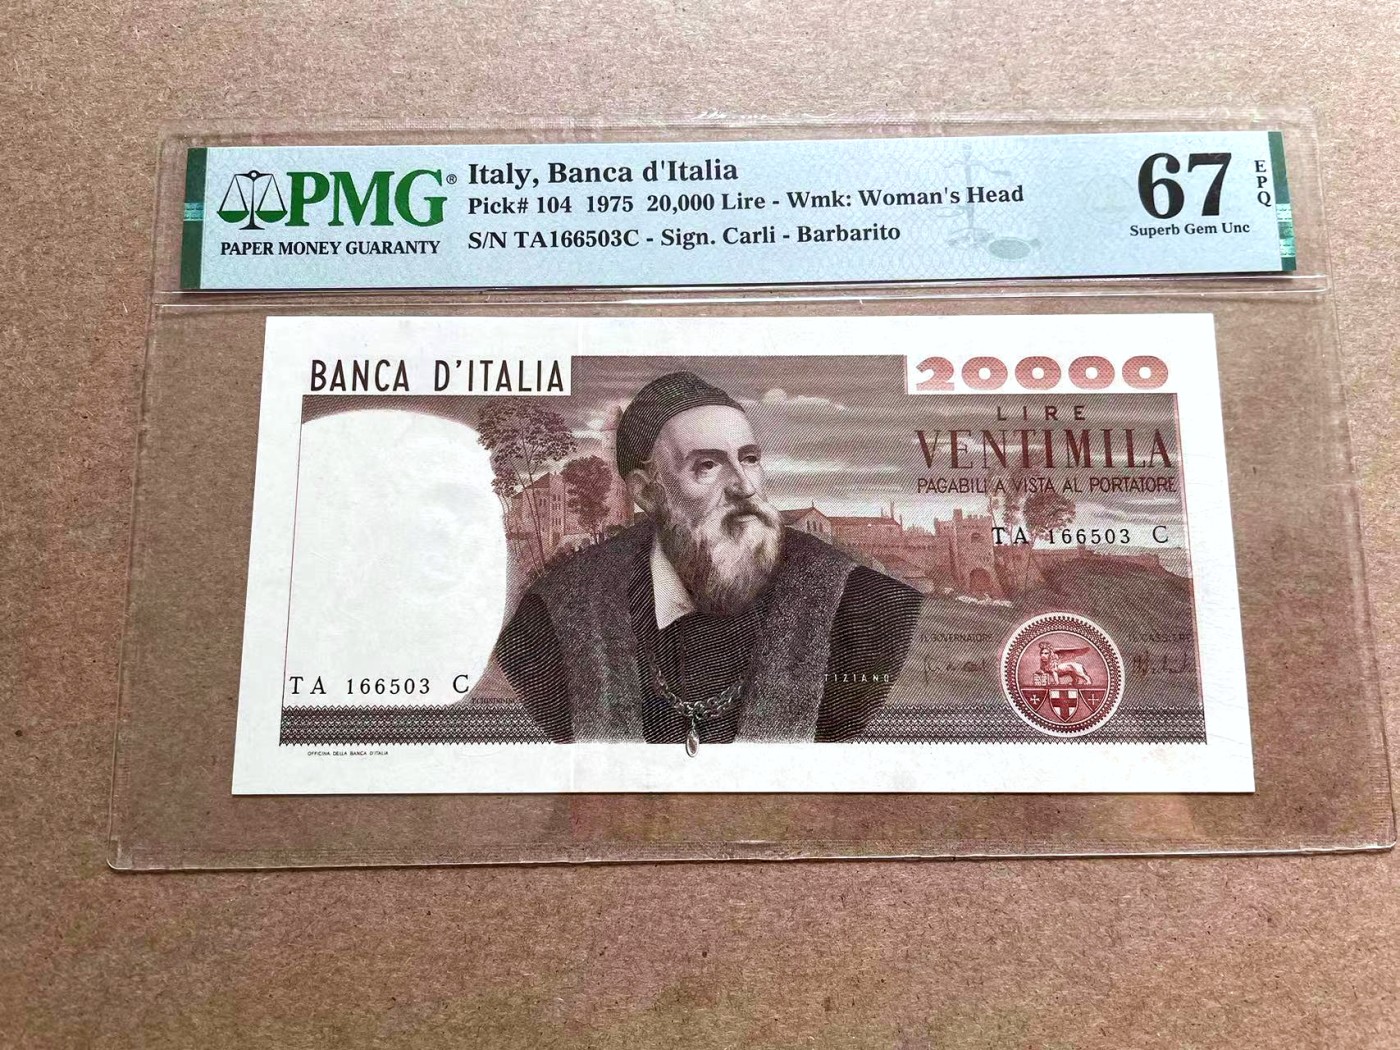 PMG®
PAPER MONEY GUARANTY
Italy, Banca d'Italia
Pick# 104 1975 20,000 Lire - Wmk: Woman's Head
S/N TA166503C - Sign. Carli - Barbarito
67
EPQ
Superb Gem Unc
BANCA D'ITALIA
20000
LIRE
VENTIMILA
PAGABILI A VISTA AL PORTATORE
TA 166503 C
IL GOVERNATORE
IL CASSIERE
TIZIANO
TA 166503 C
OFFICINA DELLA BANCA D'ITALIA